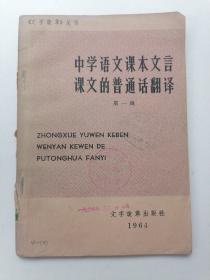 《文字改革》丛书
中学语文课本文言
课文的普通话翻译
第一辑
ZHONGXUE YUWEN KEBEN
WENYAN KEWEN DE
PUTONGHUA FANYI
文字改革出版社
1964